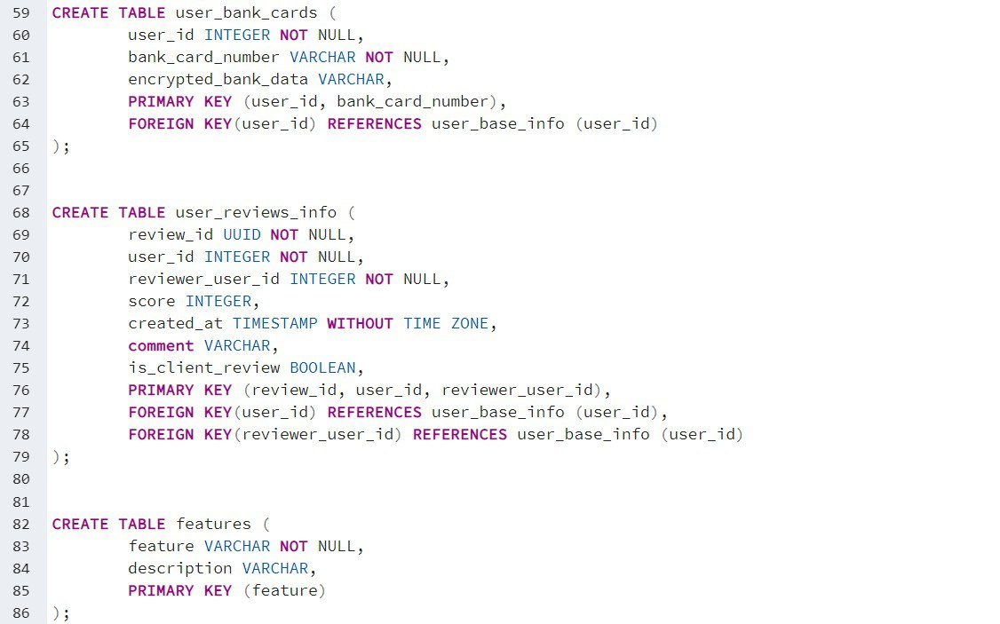 59 CREATE TABLE user_bank_cards (
60 user_id INTEGER NOT NULL,
61 bank_card_number VARCHAR NOT NULL,
62 encrypted_bank_data VARCHAR,
63 PRIMARY KEY (user_id, bank_card_number),
64 FOREIGN KEY(user_id) REFERENCES user_base_info (user_id)
65 );
66
67
68 CREATE TABLE user_reviews_info (
69 review_id UUID NOT NULL,
70 user_id INTEGER NOT NULL,
71 reviewer_user_id INTEGER NOT NULL,
72 score INTEGER,
73 created_at TIMESTAMP WITHOUT TIME ZONE,
74 comment VARCHAR,
75 is_client_review BOOLEAN,
76 PRIMARY KEY (review_id, user_id, reviewer_user_id),
77 FOREIGN KEY(user_id) REFERENCES user_base_info (user_id),
78 FOREIGN KEY(reviewer_user_id) REFERENCES user_base_info (user_id)
79 );
80
81
82 CREATE TABLE features (
83 feature VARCHAR NOT NULL,
84 description VARCHAR,
85 PRIMARY KEY (feature)
86 );